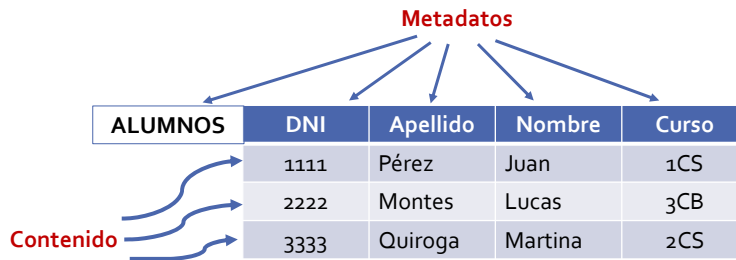 Metadatos
ALUMNOS DNI Apellido Nombre Curso
1111 Pérez Juan 1CS
2222 Montes Lucas 3CB
Contenido
3333 Quiroga Martina 2CS